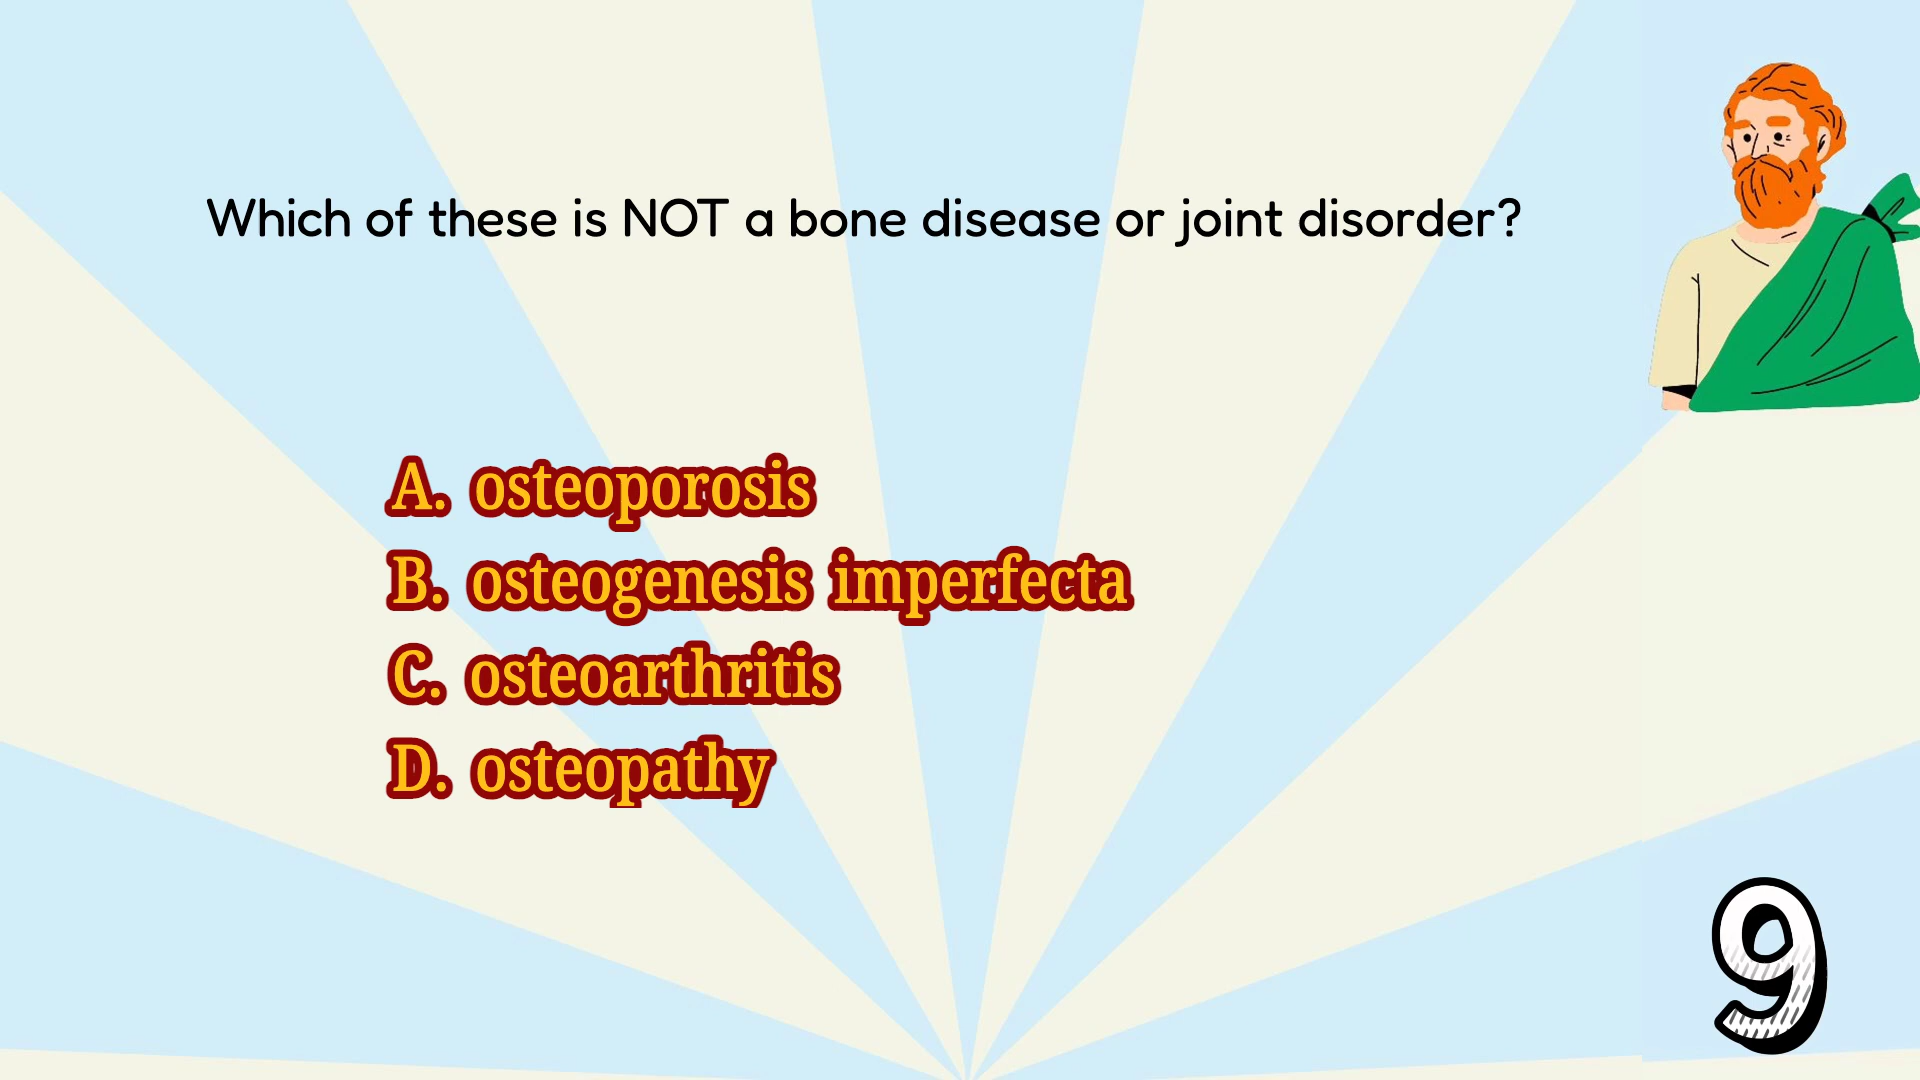 Which of these is NOT a bone disease or joint disorder?
A. osteoporosis
B. osteogenesis imperfecta
C. osteoarthritis
D. osteopathy
9